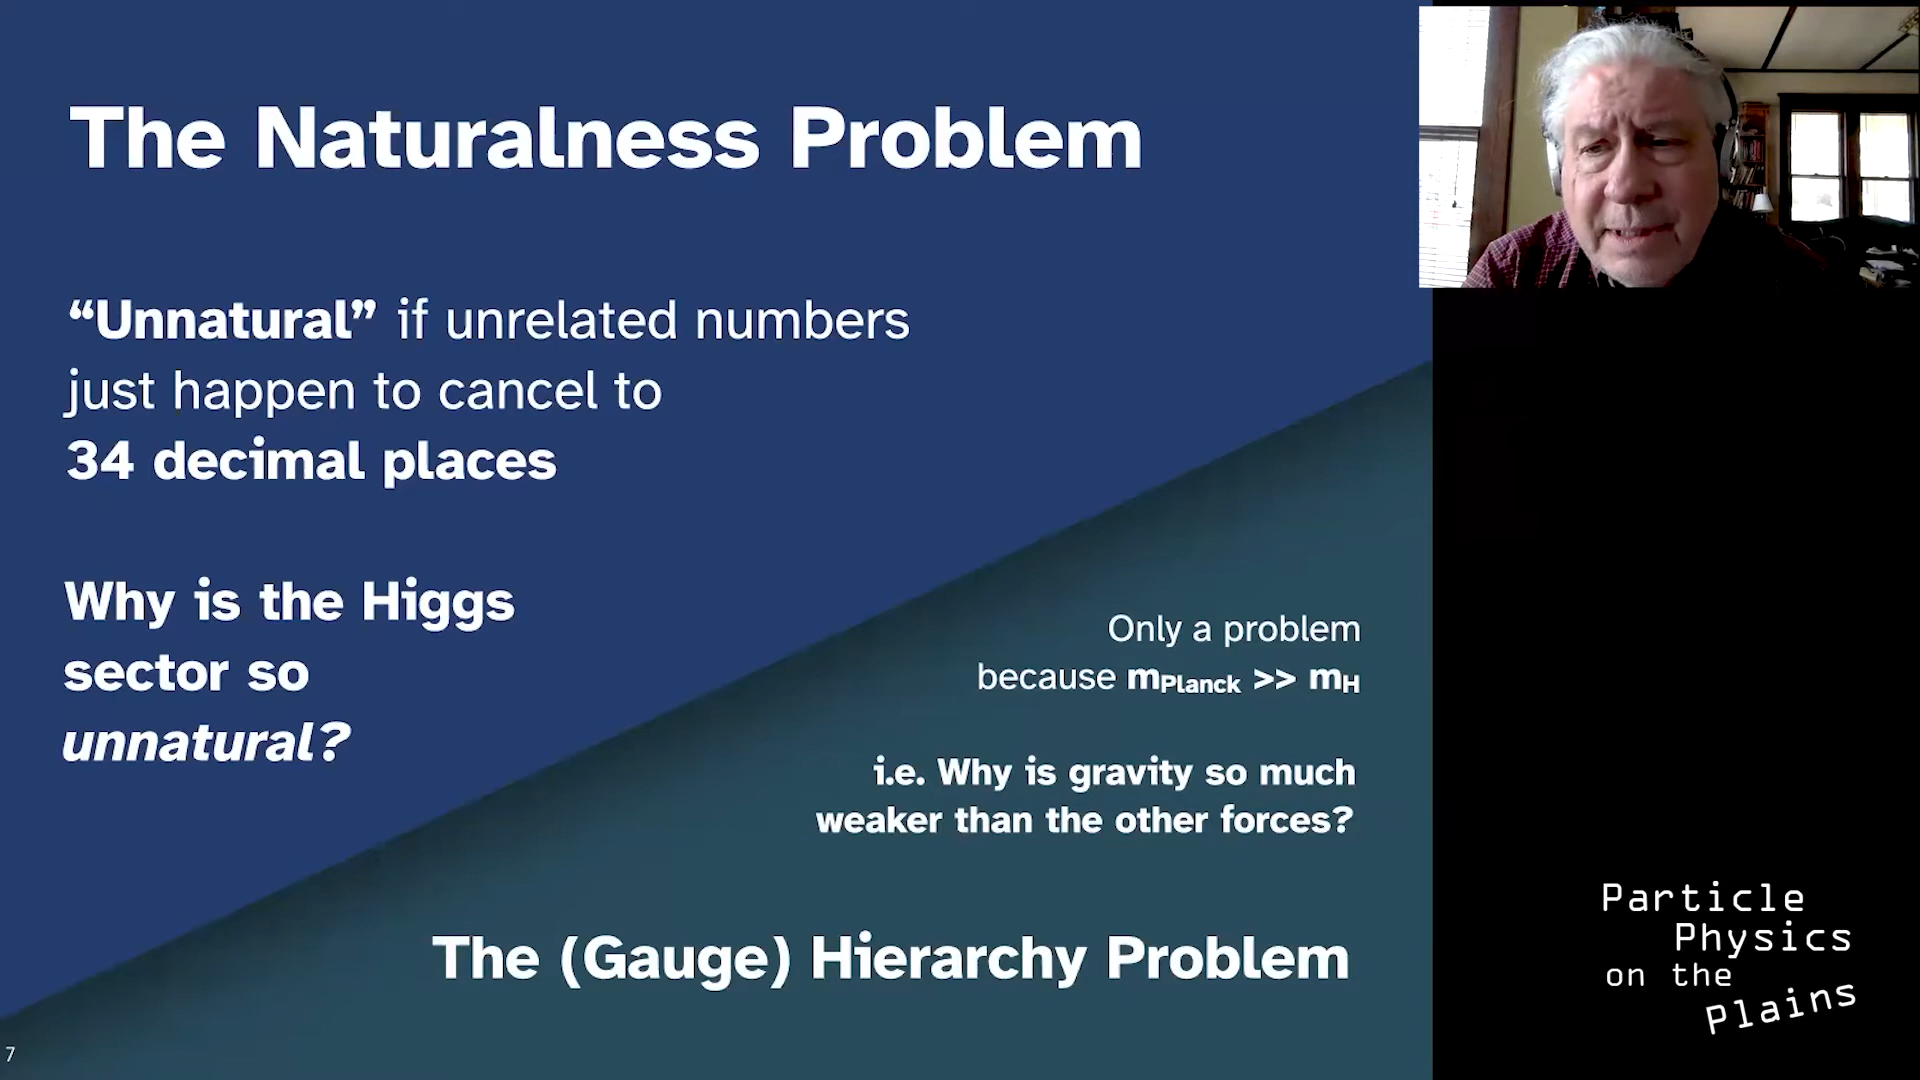 The Naturalness Problem
“Unnatural” if unrelated numbers
just happen to cancel to
34 decimal places
Why is the Higgs
sector so
unnatural?
Only a problem
because mPlanck >> mH
i.e. Why is gravity so much
weaker than the other forces?
The (Gauge) Hierarchy Problem
7
Particle
Physics
on the
Plains